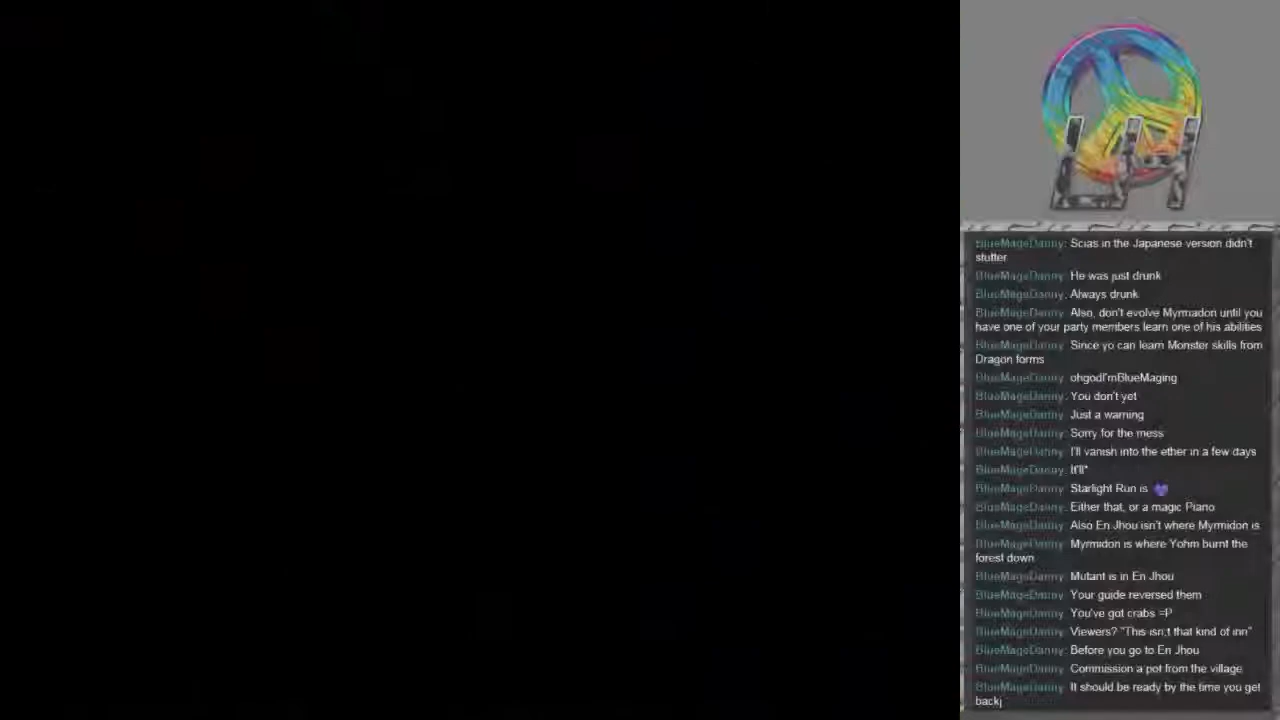 BlueMageDanny: Scias in the Japanese version didn't
stutter
BlueMageDanny: He was just drunk
BlueMageDanny: Always drunk
BlueMageDanny: Also, don't evolve Myrmadon until you
have one of your party members learn one of his abilities
BlueMageDanny: Since yo can learn Monster skills from
Dragon forms
BlueMageDanny: ohgodI'mBlueMaging
BlueMageDanny: You don't yet
BlueMageDanny: Just a warning
BlueMageDanny: Sorry for the mess
BlueMageDanny: I'll vanish into the ether in a few days
BlueMageDanny: It'll*
BlueMageDanny: Starlight Run is
BlueMageDanny: Either that, or a magic Piano
BlueMageDanny: Also En Jhou isn't where Myrmidon is
BlueMageDanny: Myrmidon is where Yohm burnt the
forest down
BlueMageDanny: Mutant is in En Jhou
BlueMageDanny: Your guide reversed them
BlueMageDanny: You've got crabs =P
BlueMageDanny: Viewers? "This isn;t that kind of inn"
BlueMageDanny: Before you go to En Jhou
BlueMageDanny: Commission a pot from the village
BlueMageDanny: It should be ready by the time you get
backj